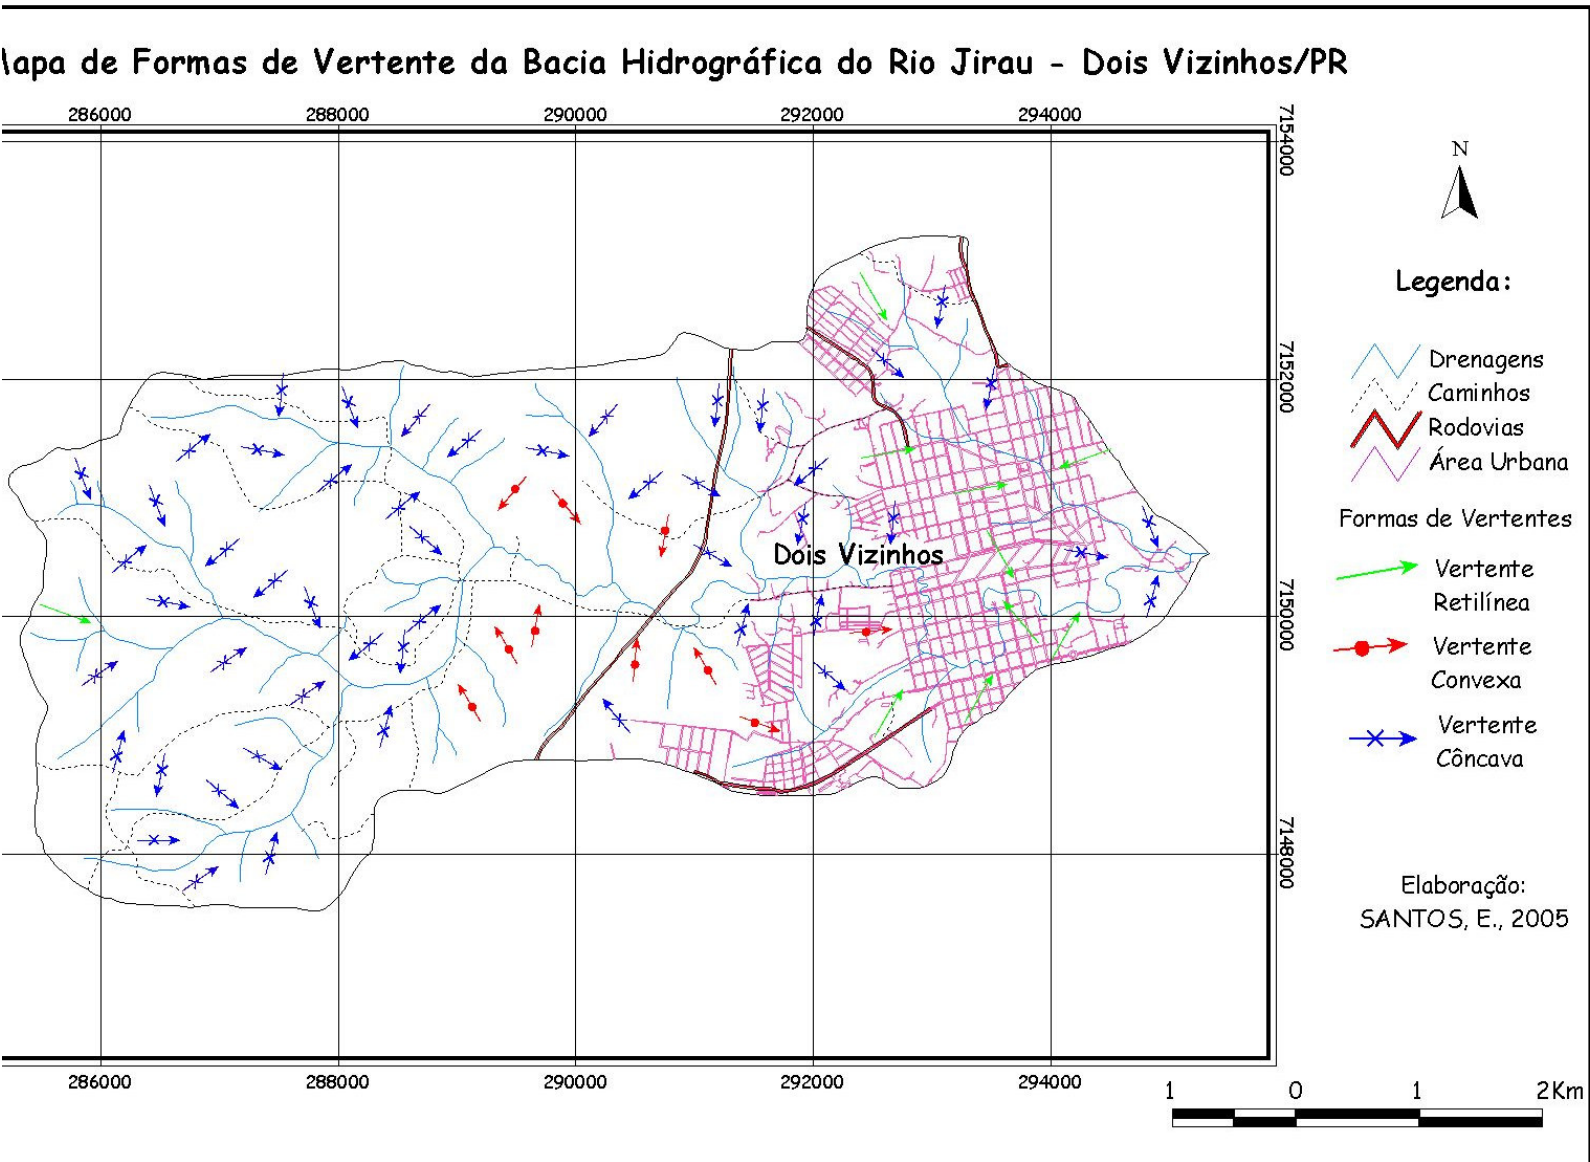 apa de Formas de Vertente da Bacia Hidrográfica do Rio Jirau - Dois Vizinhos/PR
286000 288000 290000 292000 294000
7154000
7152000
7150000
7148000
Dois Vizinhos
286000 288000 290000 292000 294000
N
Legenda:
Drenagens
Caminhos
Rodovias
Área Urbana
Formas de Vertentes
Vertente
Retilínea
Vertente
Convexa
Vertente
Côncava
Elaboração:
SANTOS, E., 2005
1 0 1 2Km